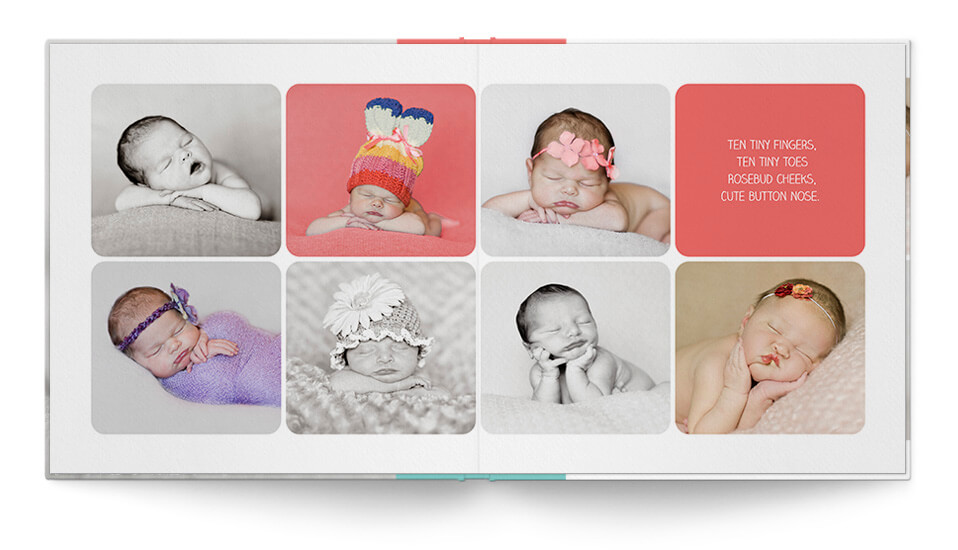 TEN TINY FINGERS,
TEN TINY TOES
ROSEBUD CHEEKS,
CUTE BUTTON NOSE.